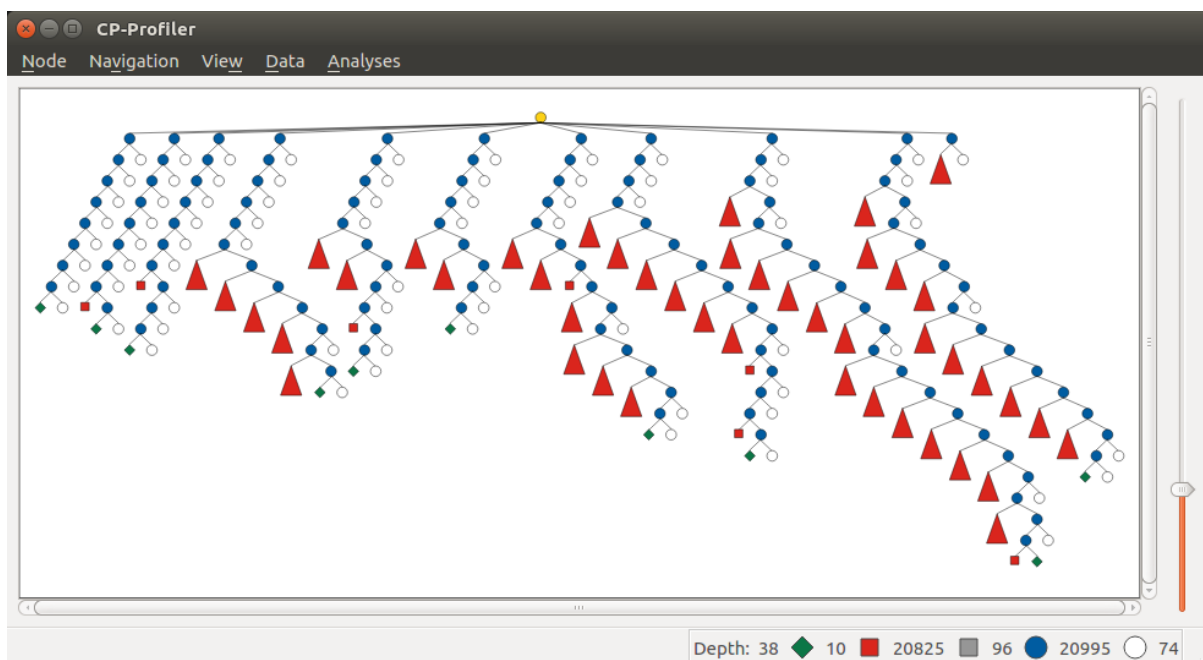 CP-Profiler
Node Navigation View Data Analyses
Depth: 38 10 20825 96 20995 74